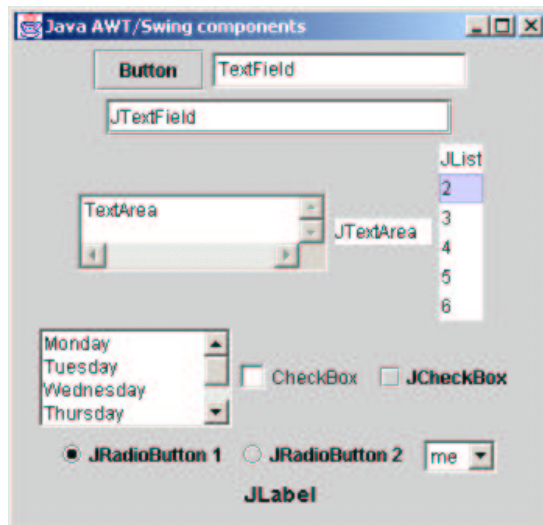 Java AWT/Swing components
Button
TextField
JTextField
JList
2
3
4
5
6
TextArea
JTextArea
Monday
Tuesday
Wednesday
Thursday
CheckBox
JCheckBox
JRadioButton 1
JRadioButton 2
me
JLabel